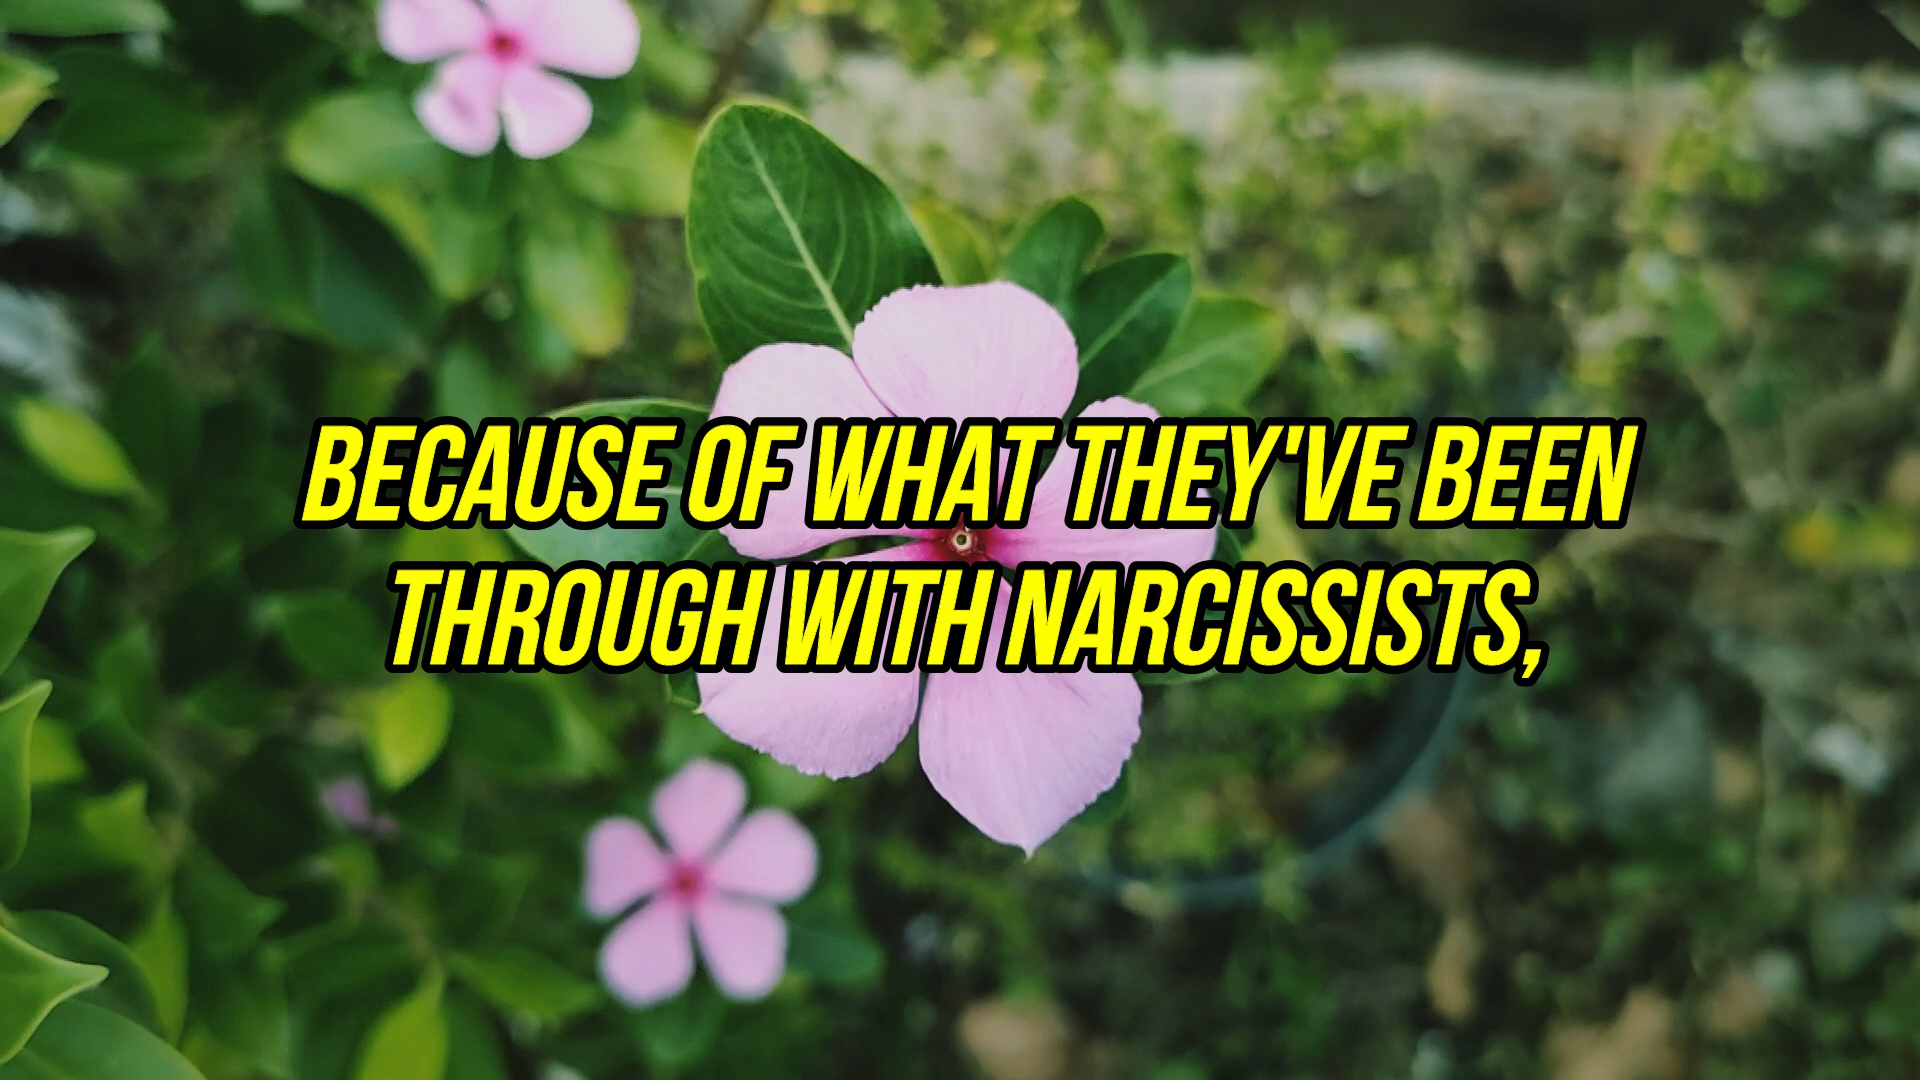 BECAUSE OF WHAT THEY'VE BEEN
THROUGH WITH NARCISSISTS,